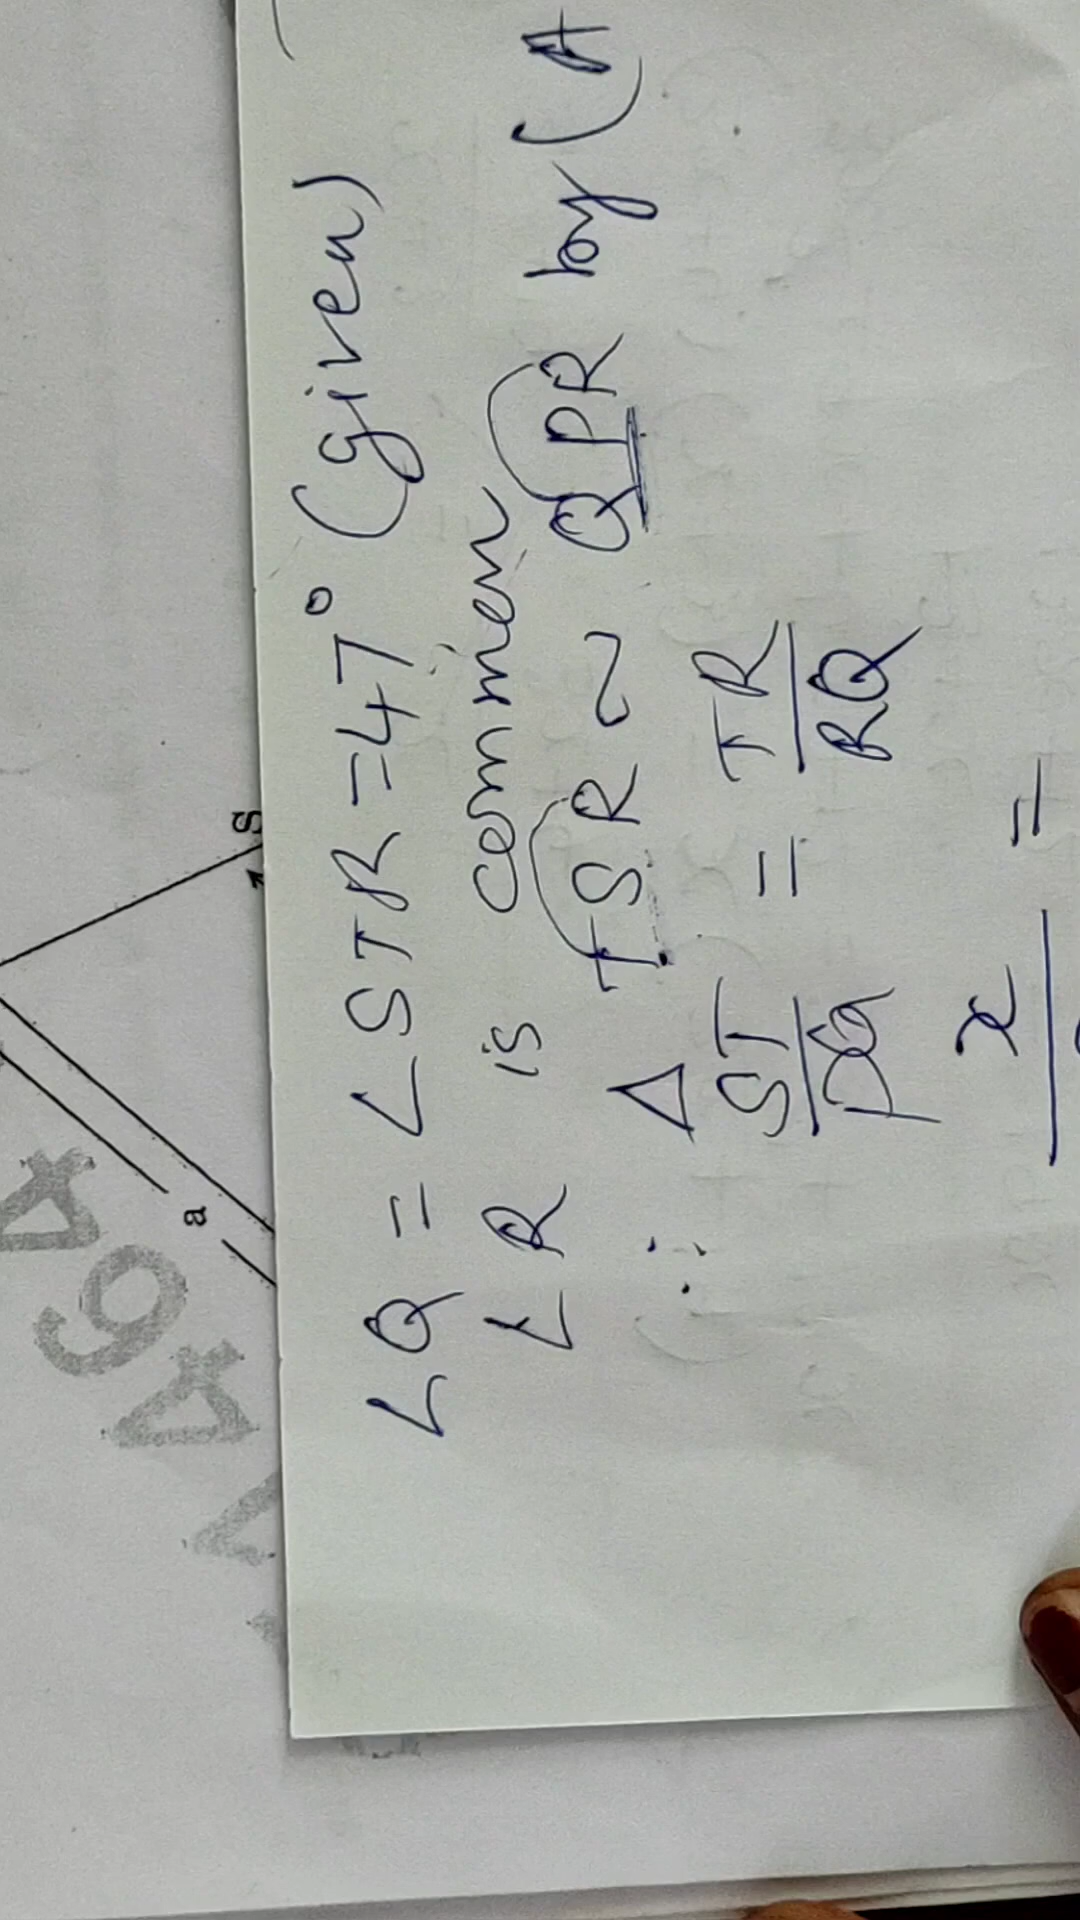 S
a
∠Q = ∠STR = 47° (given)
∠R is common
∴ Δ TSR ~ QPR by (A
ST/PQ = TR/RQ
x =